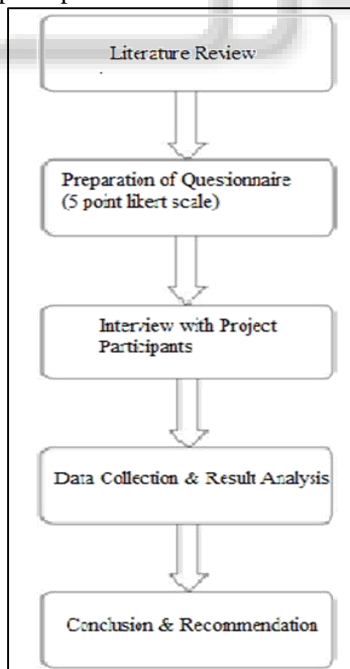 Literature Review
Preparation of Questionnaire
(5 point likert scale)
Interview with Project
Participants
Data Collection & Result Analysis
Conclusion & Recommendation